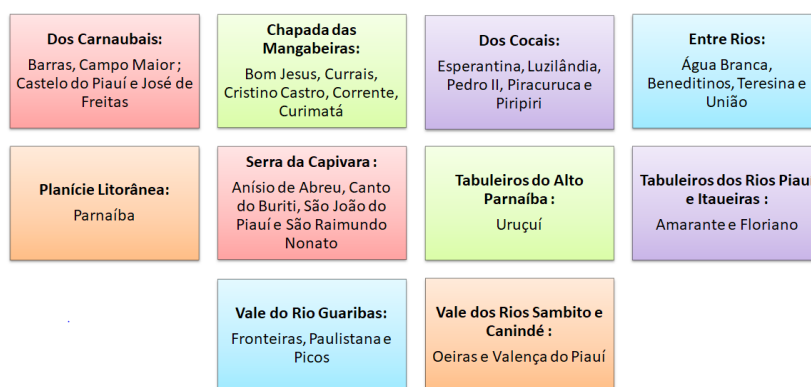 Dos Carnaubais:
Barras, Campo Maior ;
Castelo do Piauí e José de
Freitas
Chapada das
Mangabeiras:
Bom Jesus, Currais,
Cristino Castro, Corrente,
Curimatá
Dos Cocais:
Esperantina, Luzilândia,
Pedro II, Piracuruca e
Piripiri
Entre Rios:
Água Branca,
Beneditinos, Teresina e
União
Planície Litorânea:
Parnaíba
Serra da Capivara :
Anísio de Abreu, Canto
do Buriti, São João do
Piauí e São Raimundo
Nonato
Tabuleiros do Alto
Parnaíba :
Uruçuí
Tabuleiros dos Rios Piauí
e Itaueiras :
Amarante e Floriano
Vale do Rio Guaribas:
Fronteiras, Paulistana e
Picos
Vale dos Rios Sambito e
Canindé :
Oeiras e Valença do Piauí